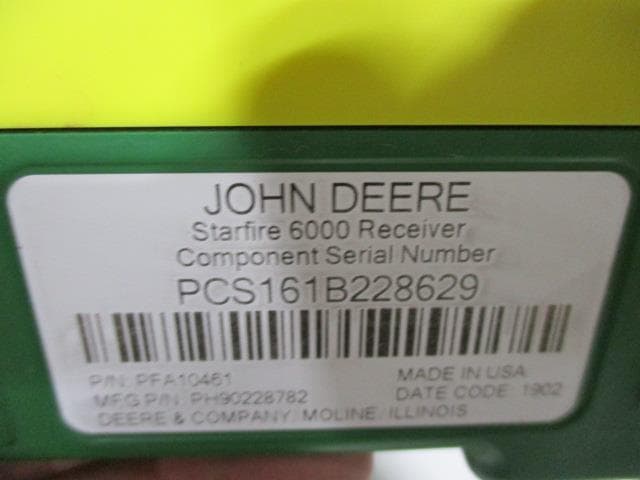 JOHN DEERE
Starfire 6000 Receiver
Component Serial Number
PCS161B228629
P/N: PFA10461
MFG P/N: PH90228782
MADE IN USA
DATE CODE: 1902
DEERE & COMPANY, MOLINE, ILLINOIS